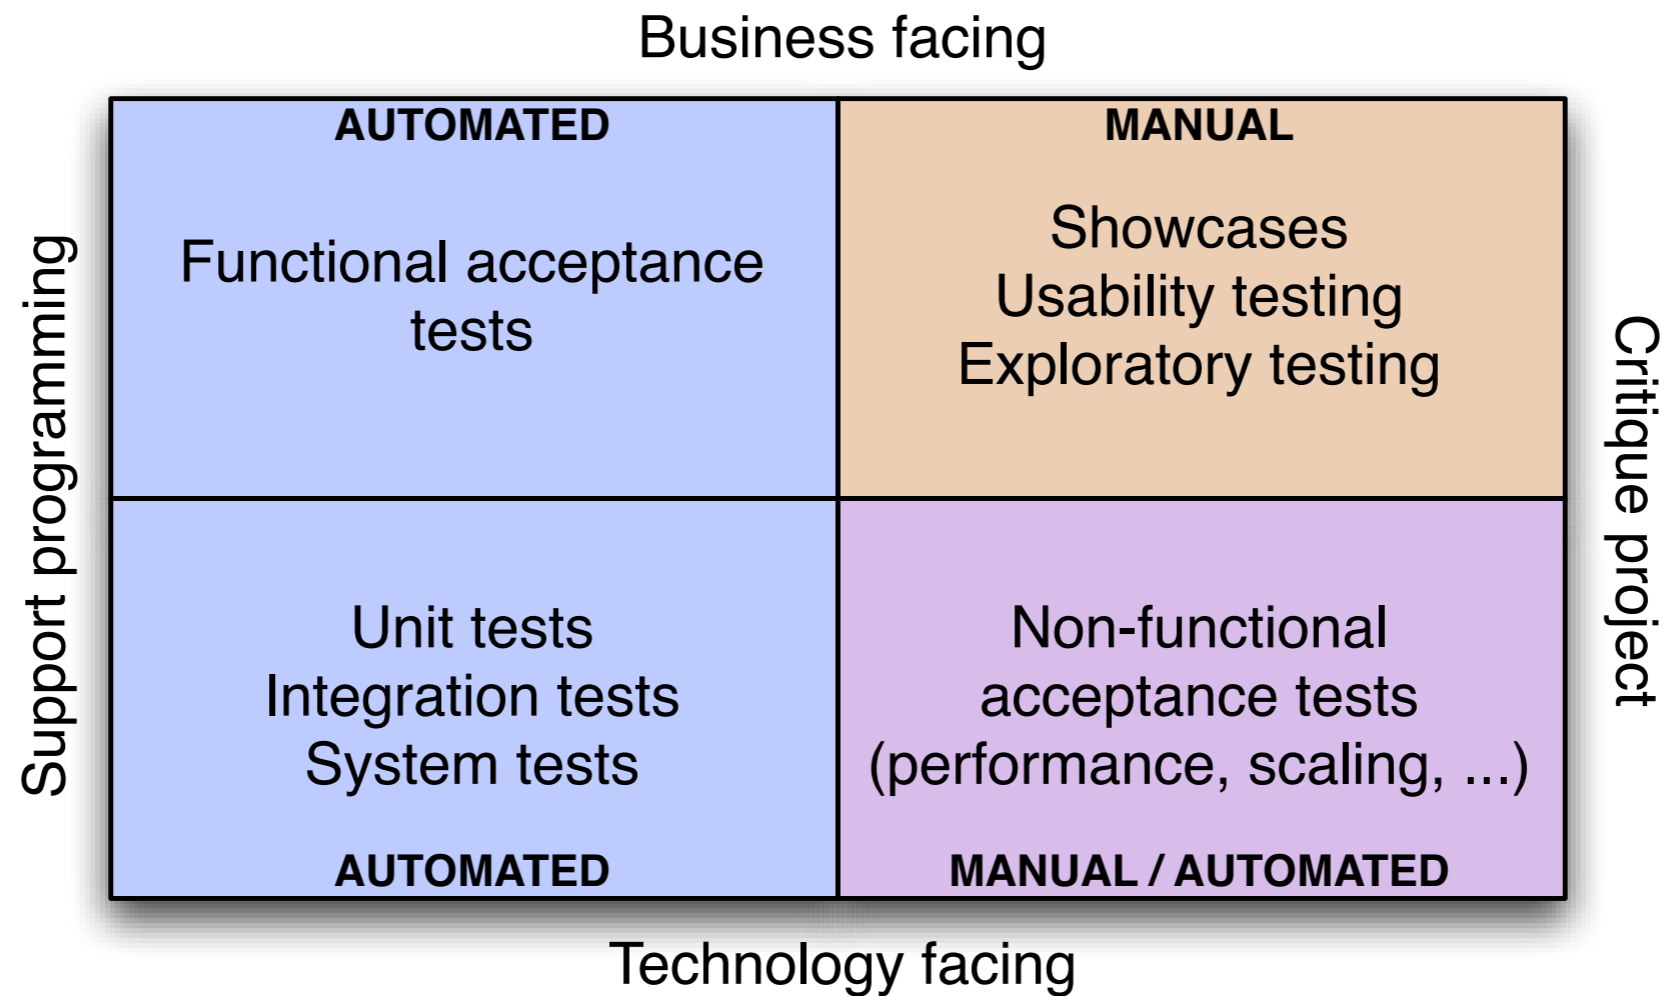 Business facing
AUTOMATED
Functional acceptance
tests
MANUAL
Showcases
Usability testing
Exploratory testing
Support programming
Critique project
Unit tests
Integration tests
System tests
AUTOMATED
Non-functional
acceptance tests
(performance, scaling, ...)
MANUAL / AUTOMATED
Technology facing